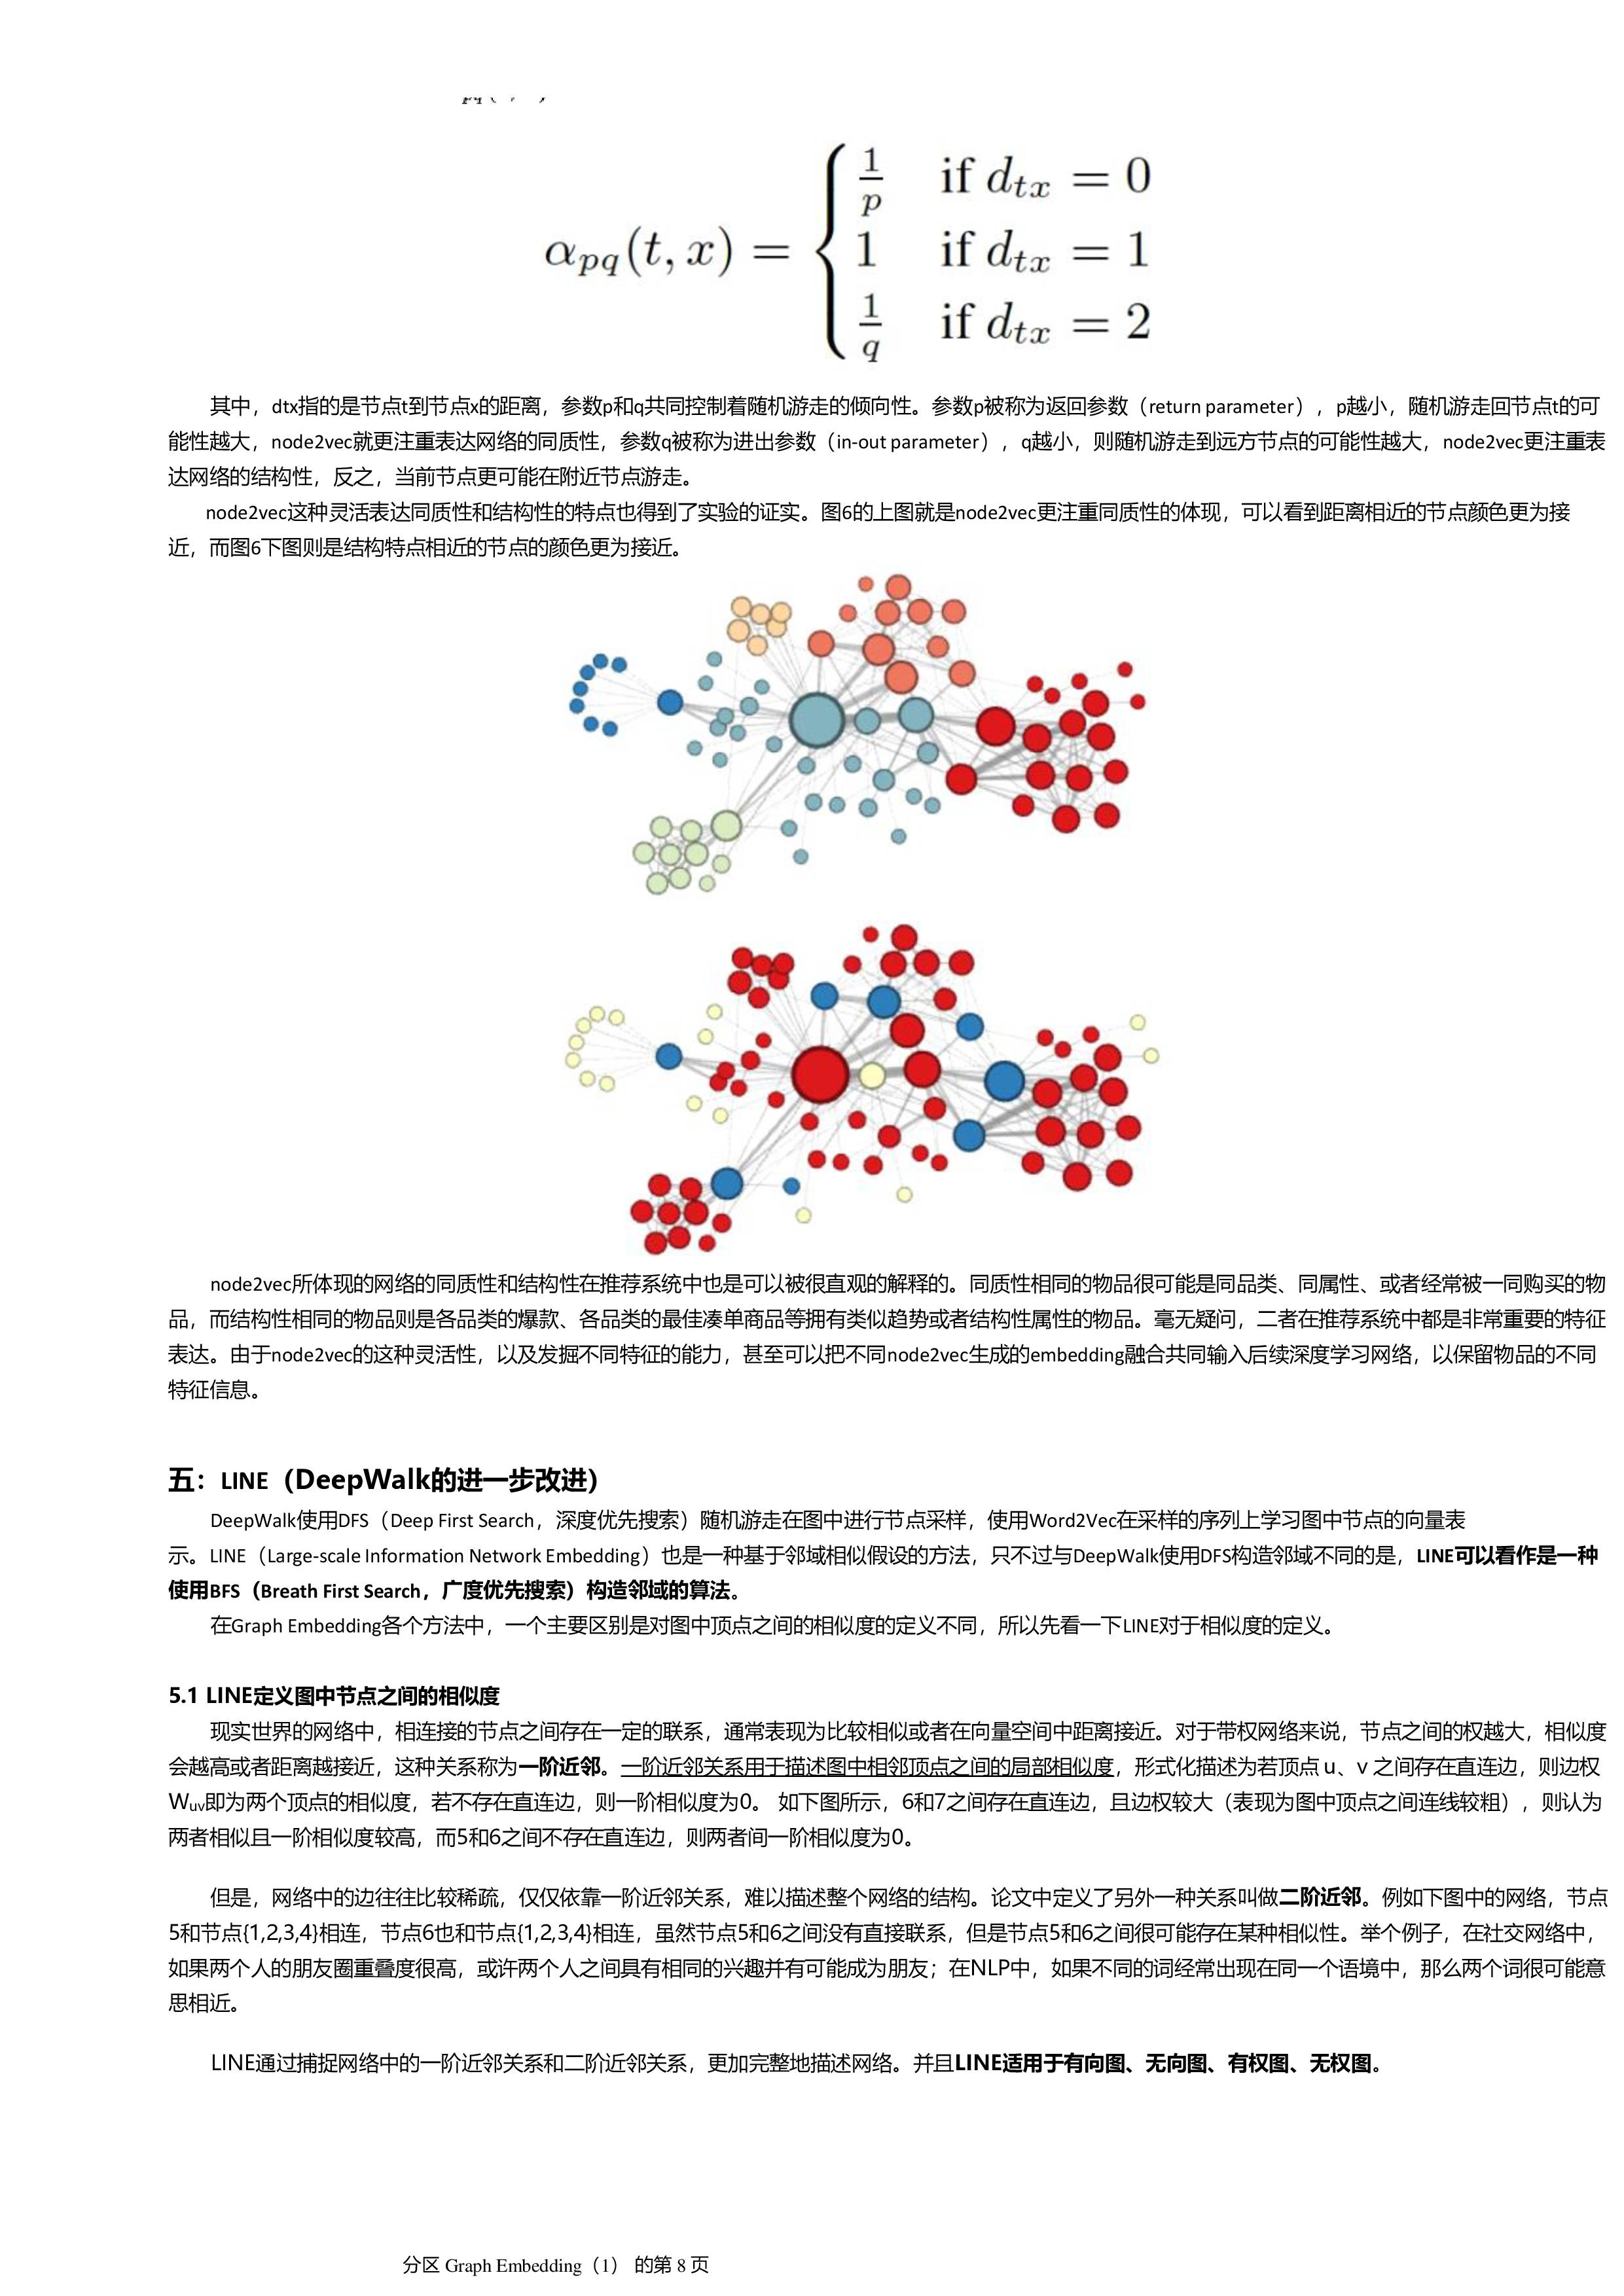 α_{pq}(t, x) = { 1/p if d_{tx} = 0
1 if d_{tx} = 1
1/q if d_{tx} = 2
其中，dtx指的是节点t到节点x的距离，参数p和q共同控制着随机游走的倾向性。参数p被称为返回参数（return parameter），p越小，随机游走回节点t的可
能性越大，node2vec就更注重表达网络的同质性，参数q被称为进出参数（in-out parameter），q越小，则随机游走到远方节点的可能性越大，node2vec更注重表
达网络的结构性，反之，当前节点更可能在附近节点游走。
node2vec这种灵活表达同质性和结构性的特点也得到了实验的证实。图6的上图就是node2vec更注重同质性的体现，可以看到距离相近的节点颜色更为接
近，而图6下图则是结构特点相近的节点的颜色更为接近。
node2vec所体现的网络的同质性和结构性在推荐系统中也是可以被很直观的解释的。同质性相同的物品很可能是同品类、同属性、或者经常被一同购买的物
品，而结构性相同的物品则是各品类的爆款、各品类的最佳凑单商品等拥有类似趋势或者结构性属性的物品。毫无疑问，二者在推荐系统中都是非常重要的特征
表达。由于node2vec的这种灵活性，以及发掘不同特征的能力，甚至可以把不同node2vec生成的embedding融合共同输入后续深度学习网络，以保留物品的不同
特征信息。
五：LINE（DeepWalk的进一步改进）
DeepWalk使用DFS（Deep First Search，深度优先搜索）随机游走在图中进行节点采样，使用Word2Vec在采样的序列上学习图中节点的向量表
示。LINE（Large-scale Information Network Embedding）也是一种基于邻域相似假设的方法，只不过与DeepWalk使用DFS构造邻域不同的是，LINE可以看作是一种
使用BFS（Breath First Search，广度优先搜索）构造邻域的算法。
在Graph Embedding各个方法中，一个主要区别是对图中顶点之间的相似度的定义不同，所以先看一下LINE对于相似度的定义。
5.1 LINE定义图中节点之间的相似度
现实世界的网络中，相连接的节点之间存在一定的联系，通常表现为比较相似或者在向量空间中距离接近。对于带权网络来说，节点之间的权越大，相似度
会越高或者距离越接近，这种关系称为一阶近邻。一阶近邻关系用于描述图中相邻顶点之间的局部相似度，形式化描述为若顶点 u、v 之间存在直连边，则边权
Wuv即为两个顶点的相似度，若不存在直连边，则一阶相似度为0。 如下图所示，6和7之间存在直连边，且边权较大（表现为图中顶点之间连线较粗），则认为
两者相似且一阶相似度较高，而5和6之间不存在直连边，则两者间一阶相似度为0。
但是，网络中的边往往比较稀疏，仅仅依靠一阶近邻关系，难以描述整个网络的结构。论文中定义了另外一种关系叫做二阶近邻。例如下图中的网络，节点
5和节点{1,2,3,4}相连，节点6也和节点{1,2,3,4}相连，虽然节点5和6之间没有直接联系，但是节点5和6之间很可能存在某种相似性。举个例子，在社交网络中，
如果两个人的朋友圈重叠度很高，或许两个人之间具有相同的兴趣并有可能成为朋友；在NLP中，如果不同的词经常出现在同一个语境中，那么两个词很可能意
思相近。
LINE通过捕捉网络中的一阶近邻关系和二阶近邻关系，更加完整地描述网络。并且LINE适用于有向图、无向图、有权图、无权图。
分区 Graph Embedding（1） 的第 8 页